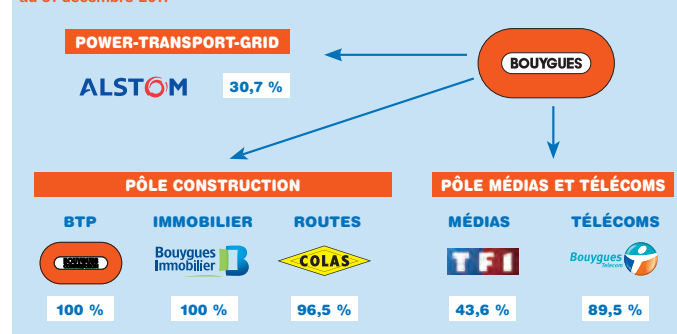 POWER-TRANSPORT-GRID
BOUYGUES
ALSTOM 30,7 %
PÔLE CONSTRUCTION PÔLE MÉDIAS ET TÉLÉCOMS
BTP IMMOBILIER ROUTES MÉDIAS TÉLÉCOMS
Bouygues
Immobilier
COLAS
TF1
Bouygues
Telecom
100 % 100 % 96,5 % 43,6 % 89,5 %